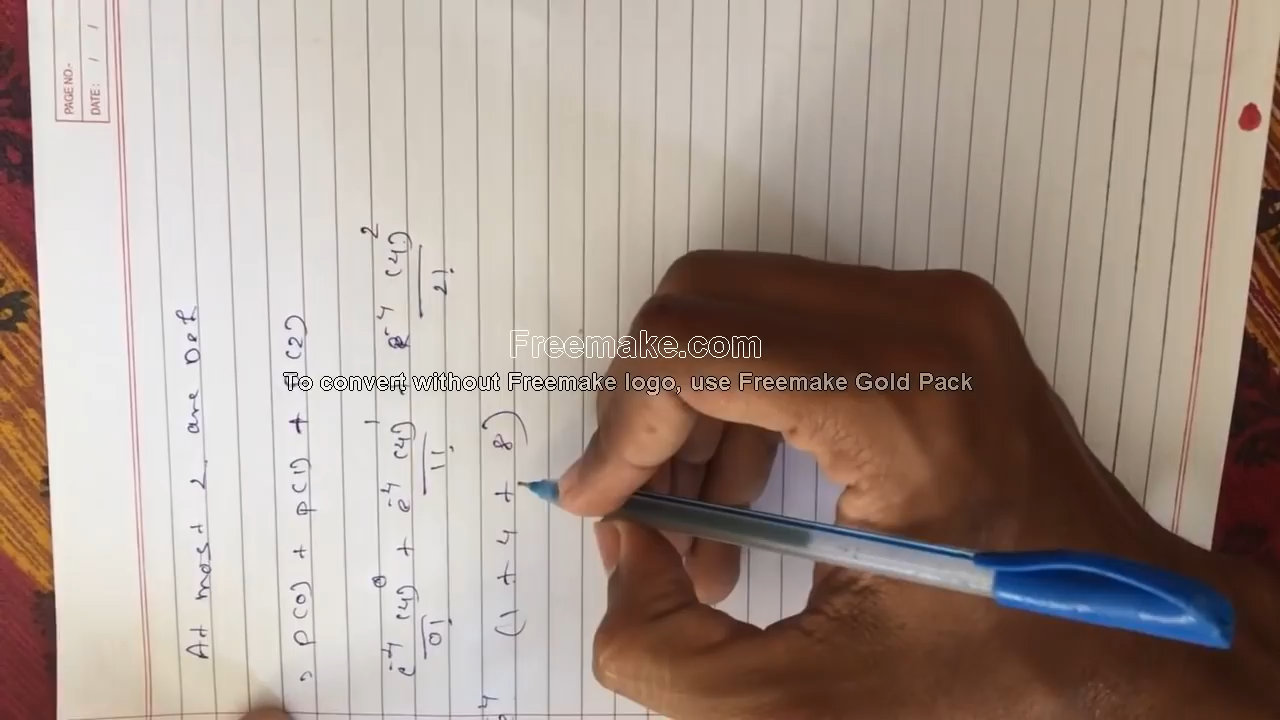 PAGE NO.-
DATE: / /
At most 2 are Def
, P(0) + P(1) + P(2)
e^-4 (4)^0 / 0! + e^-4 (4)^1 / 1! + e^-4 (4)^2 / 2!
e^-4 (1 + 4 + 8)
Freemake.com
To convert without Freemake logo, use Freemake Gold Pack